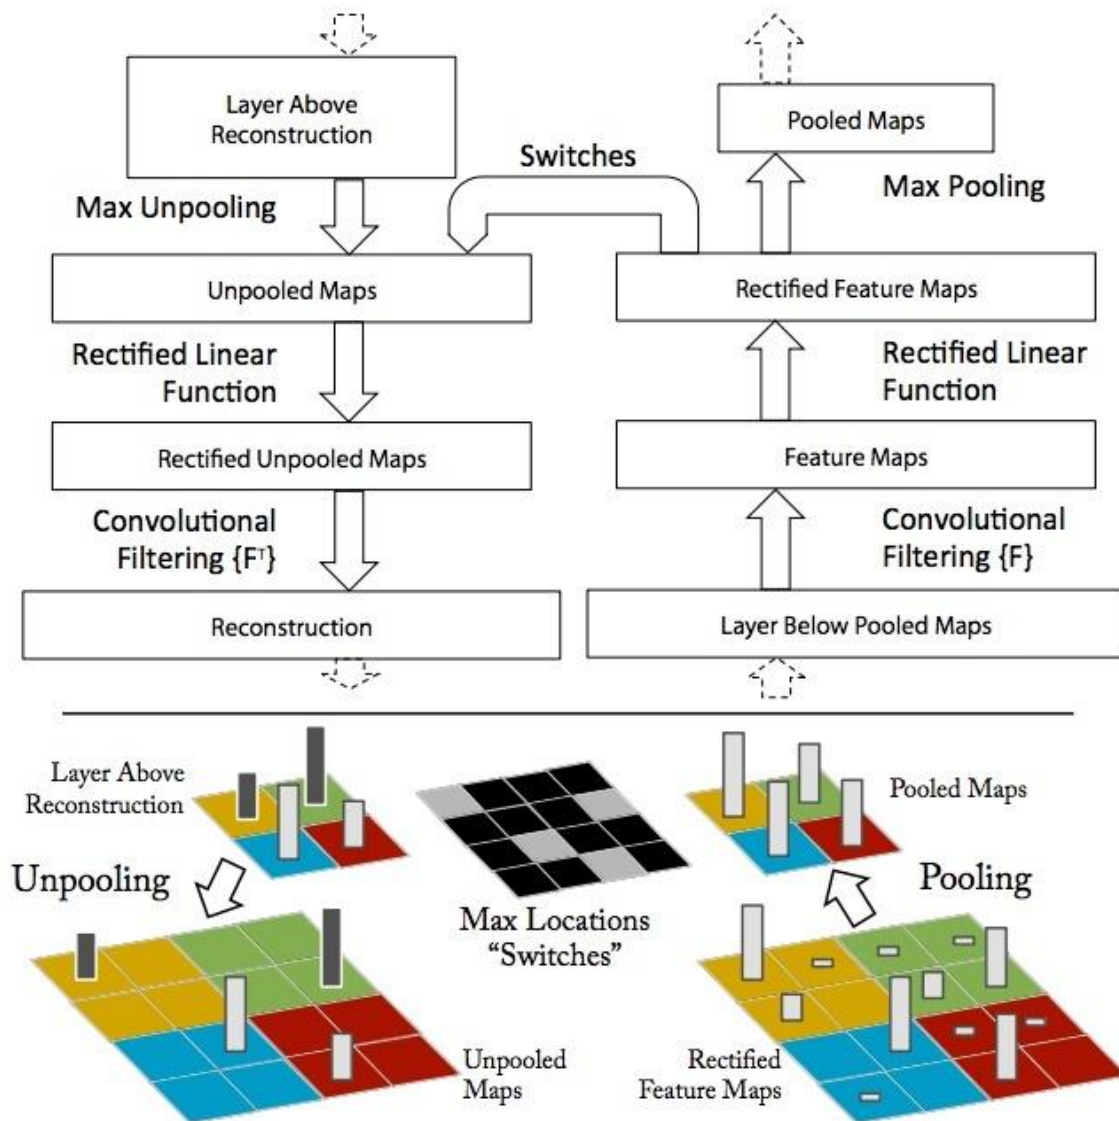 Layer Above
Reconstruction
Pooled Maps
Switches
Max Unpooling
Max Pooling
Unpooled Maps
Rectified Feature Maps
Rectified Linear
Function
Rectified Linear
Function
Rectified Unpooled Maps
Feature Maps
Convolutional
Filtering {Fᵀ}
Convolutional
Filtering {F}
Reconstruction
Layer Below Pooled Maps
Layer Above
Reconstruction
Pooled Maps
Unpooling
Pooling
Max Locations
“Switches”
Unpooled
Maps
Rectified
Feature Maps